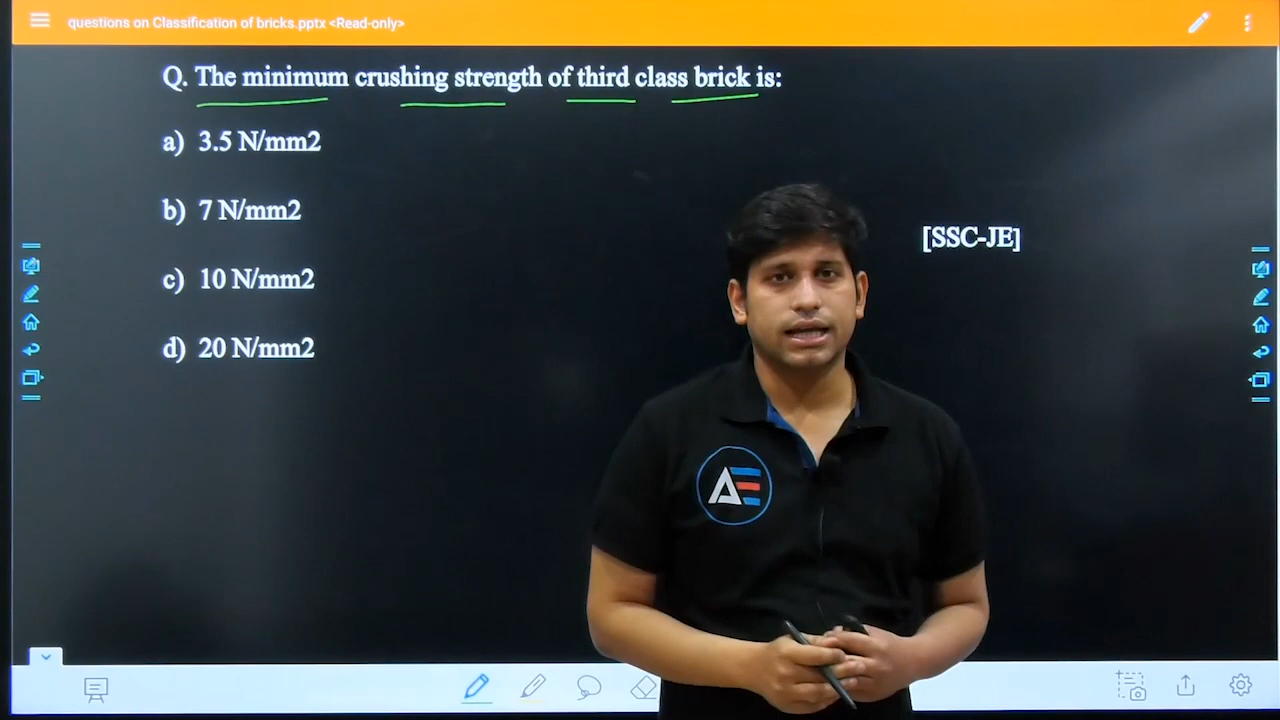 questions on Classification of bricks.pptx <Read-only>
Q. The minimum crushing strength of third class brick is:
a) 3.5 N/mm2
b) 7 N/mm2
[SSC-JE]
c) 10 N/mm2
d) 20 N/mm2
AE